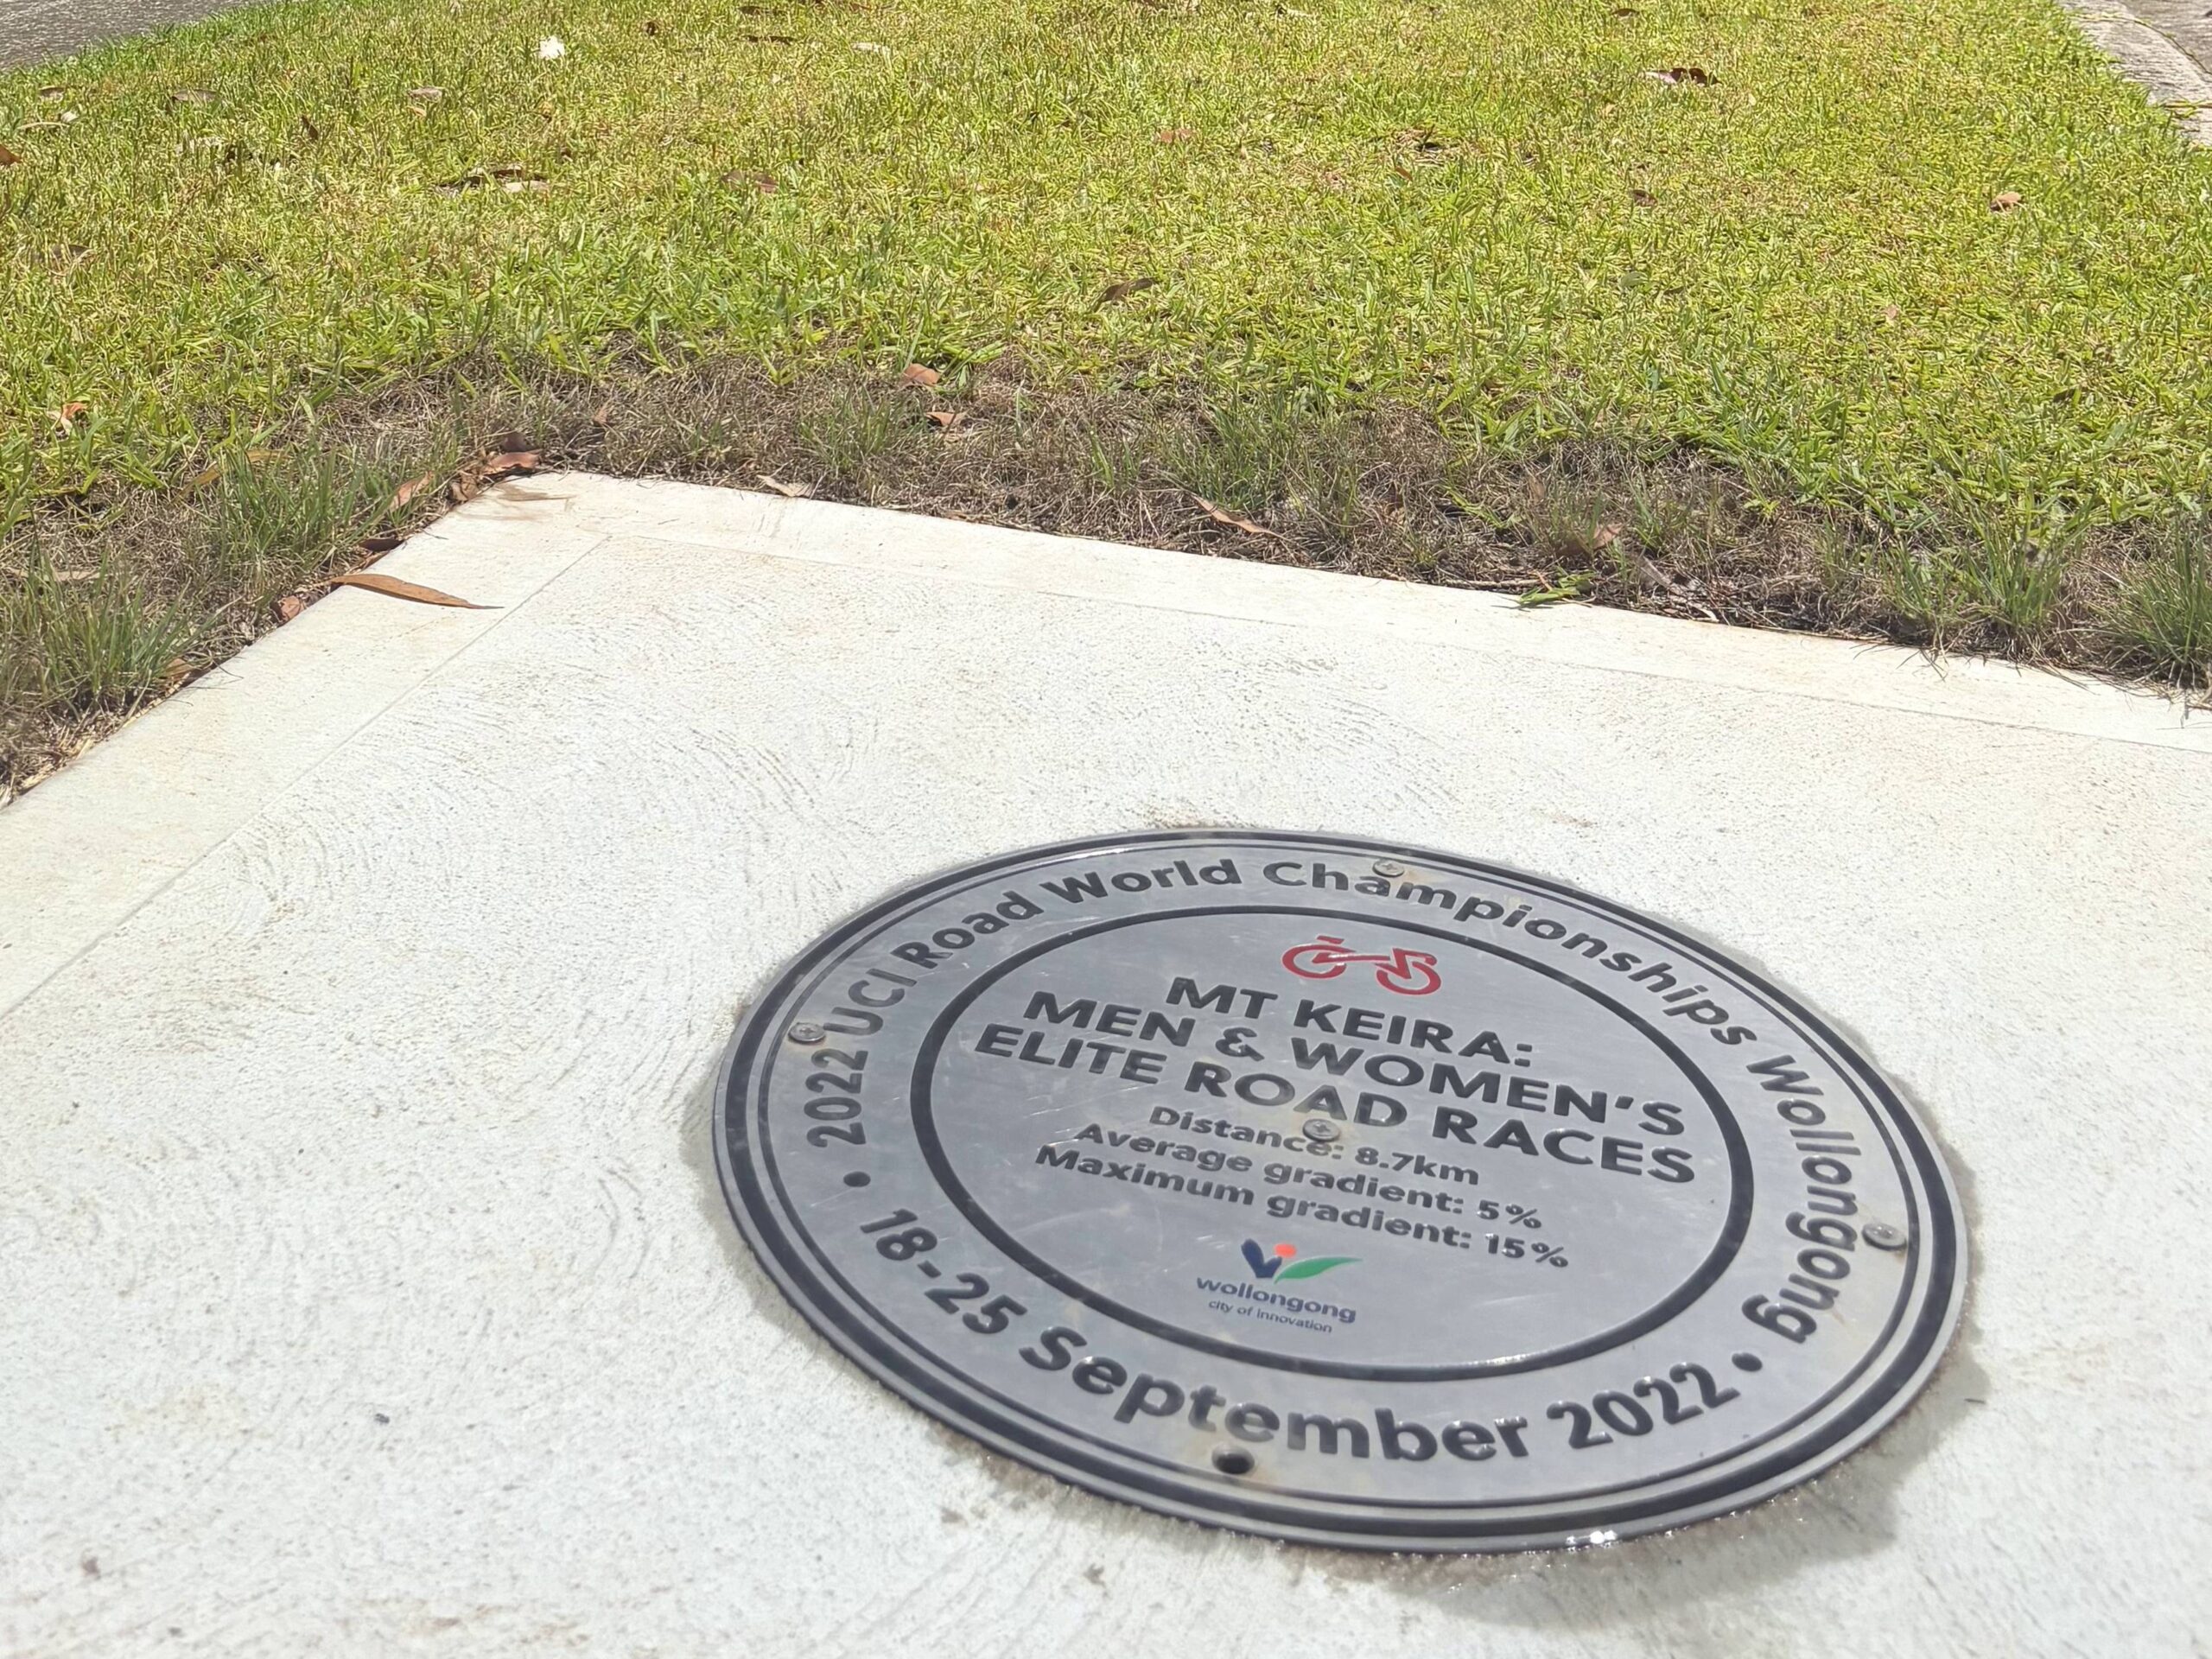 2022 UCI Road World Championships Wollongong
MT KEIRA:
MEN & WOMEN'S
ELITE ROAD RACES
Distance: 8.7km
Average gradient: 5%
Maximum gradient: 15%
wollongong
city of innovation
• 18-25 September 2022 •